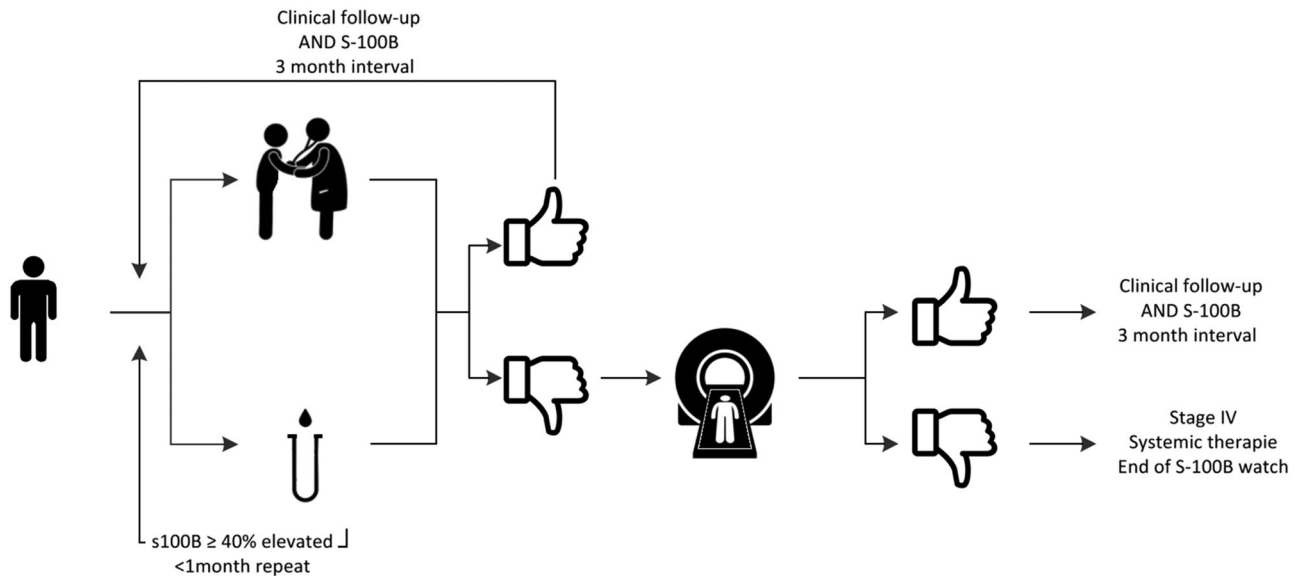 Clinical follow-up
AND S-100B
3 month interval
Clinical follow-up
AND S-100B
3 month interval
Stage IV
Systemic therapie
End of S-100B watch
s100B ≥ 40% elevated
<1month repeat